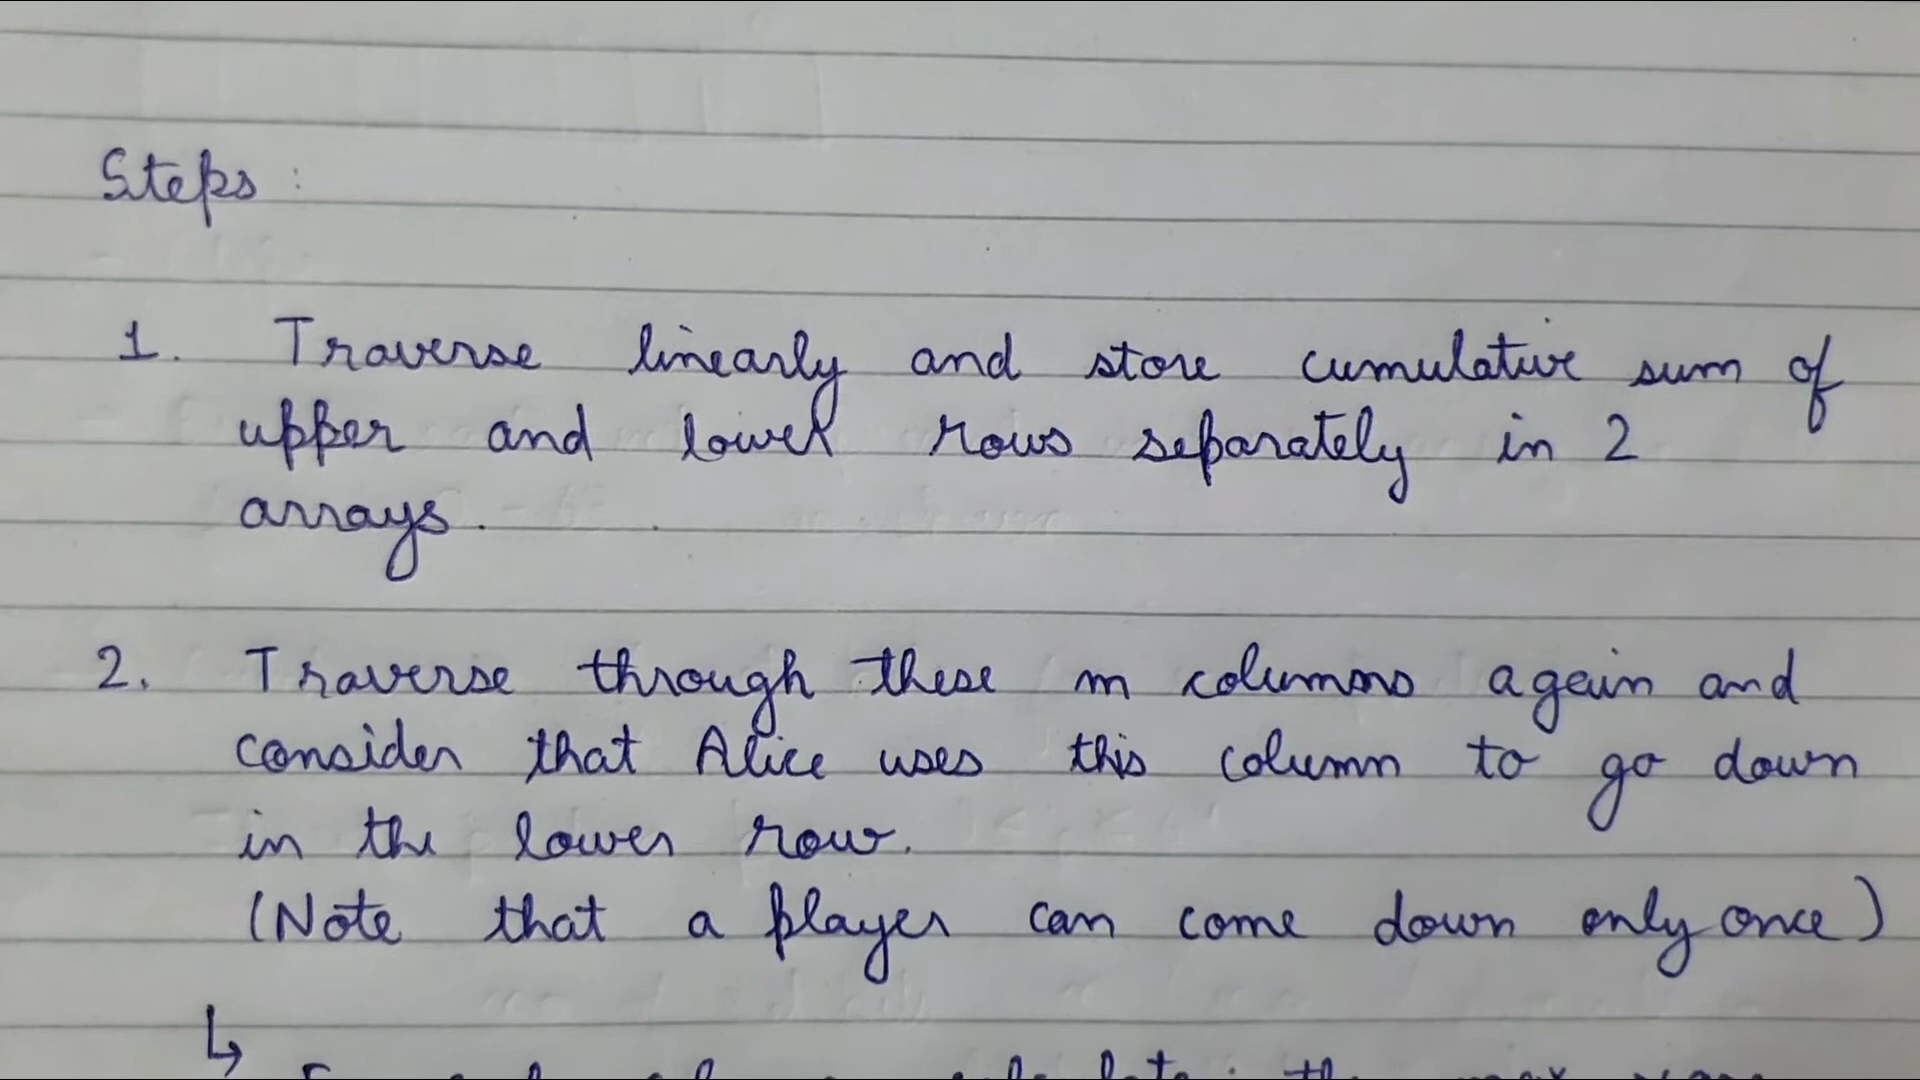 Steps :
1. Traverse linearly and store cumulative sum of
upper and lower rows separately in 2
arrays.
2. Traverse through these m columns again and
consider that Alice uses this column to go down
in the lower row.
(Note that a player can come down only once)
↳